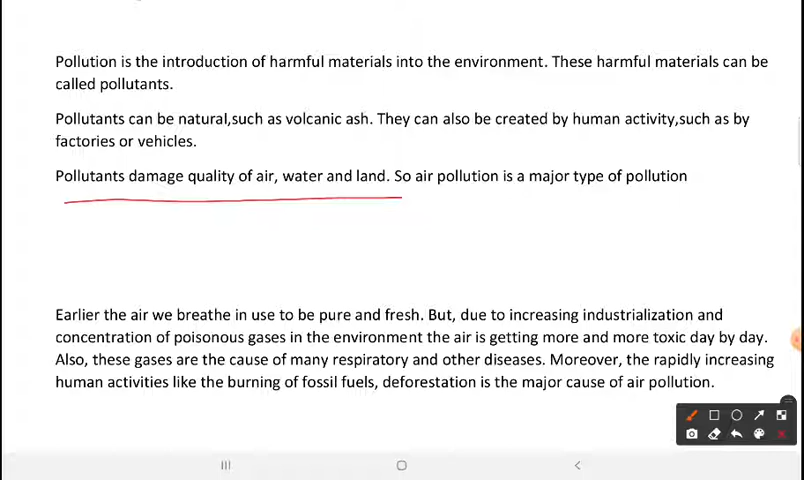 Pollution is the introduction of harmful materials into the environment. These harmful materials can be
called pollutants.
Pollutants can be natural,such as volcanic ash. They can also be created by human activity,such as by
factories or vehicles.
Pollutants damage quality of air, water and land. So air pollution is a major type of pollution
Earlier the air we breathe in use to be pure and fresh. But, due to increasing industrialization and
concentration of poisonous gases in the environment the air is getting more and more toxic day by day.
Also, these gases are the cause of many respiratory and other diseases. Moreover, the rapidly increasing
human activities like the burning of fossil fuels, deforestation is the major cause of air pollution.